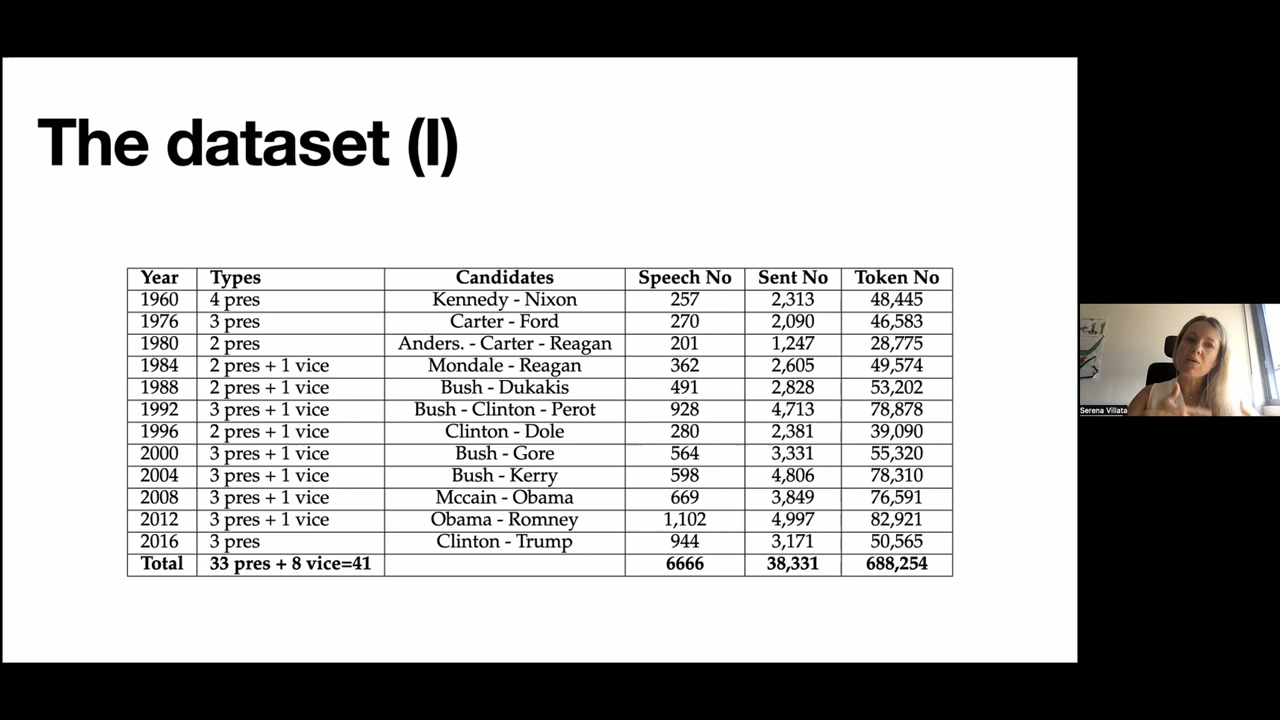 The dataset (I)
Year Types Candidates Speech No Sent No Token No
1960 4 pres Kennedy - Nixon 257 2,313 48,445
1976 3 pres Carter - Ford 270 2,090 46,583
1980 2 pres Anders. - Carter - Reagan 201 1,247 28,775
1984 2 pres + 1 vice Mondale - Reagan 362 2,605 49,574
1988 2 pres + 1 vice Bush - Dukakis 491 2,828 53,202
1992 3 pres + 1 vice Bush - Clinton - Perot 928 4,713 78,878
1996 2 pres + 1 vice Clinton - Dole 280 2,381 39,090
2000 3 pres + 1 vice Bush - Gore 564 3,331 55,320
2004 3 pres + 1 vice Bush - Kerry 598 4,806 78,310
2008 3 pres + 1 vice Mccain - Obama 669 3,849 76,591
2012 3 pres + 1 vice Obama - Romney 1,102 4,997 82,921
2016 3 pres Clinton - Trump 944 3,171 50,565
Total 33 pres + 8 vice=41 6666 38,331 688,254
Serena Villata